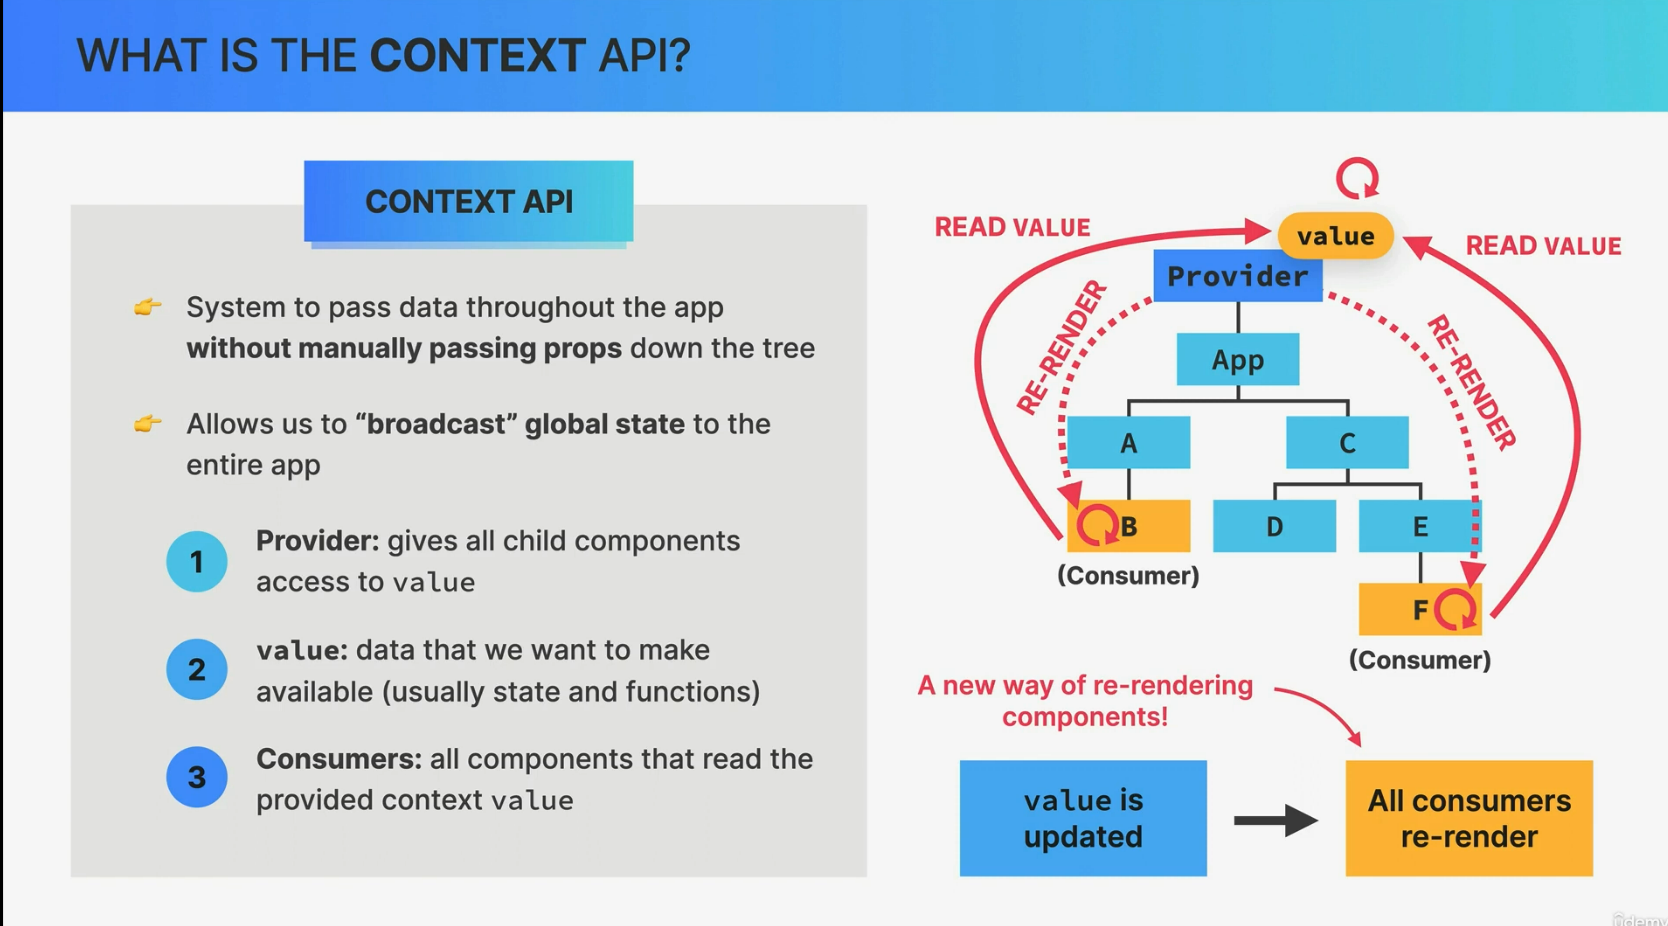 WHAT IS THE CONTEXT API?
CONTEXT API
👉 System to pass data throughout the app
without manually passing props down the tree
👉 Allows us to “broadcast” global state to the
entire app
1 Provider: gives all child components
access to value
2 value: data that we want to make
available (usually state and functions)
3 Consumers: all components that read the
provided context value
READ VALUE
value
READ VALUE
Provider
RE-RENDER
RE-RENDER
App
A
C
B
D
E
(Consumer)
F
(Consumer)
A new way of re-rendering
components!
value is
updated
All consumers
re-render
ûdemy